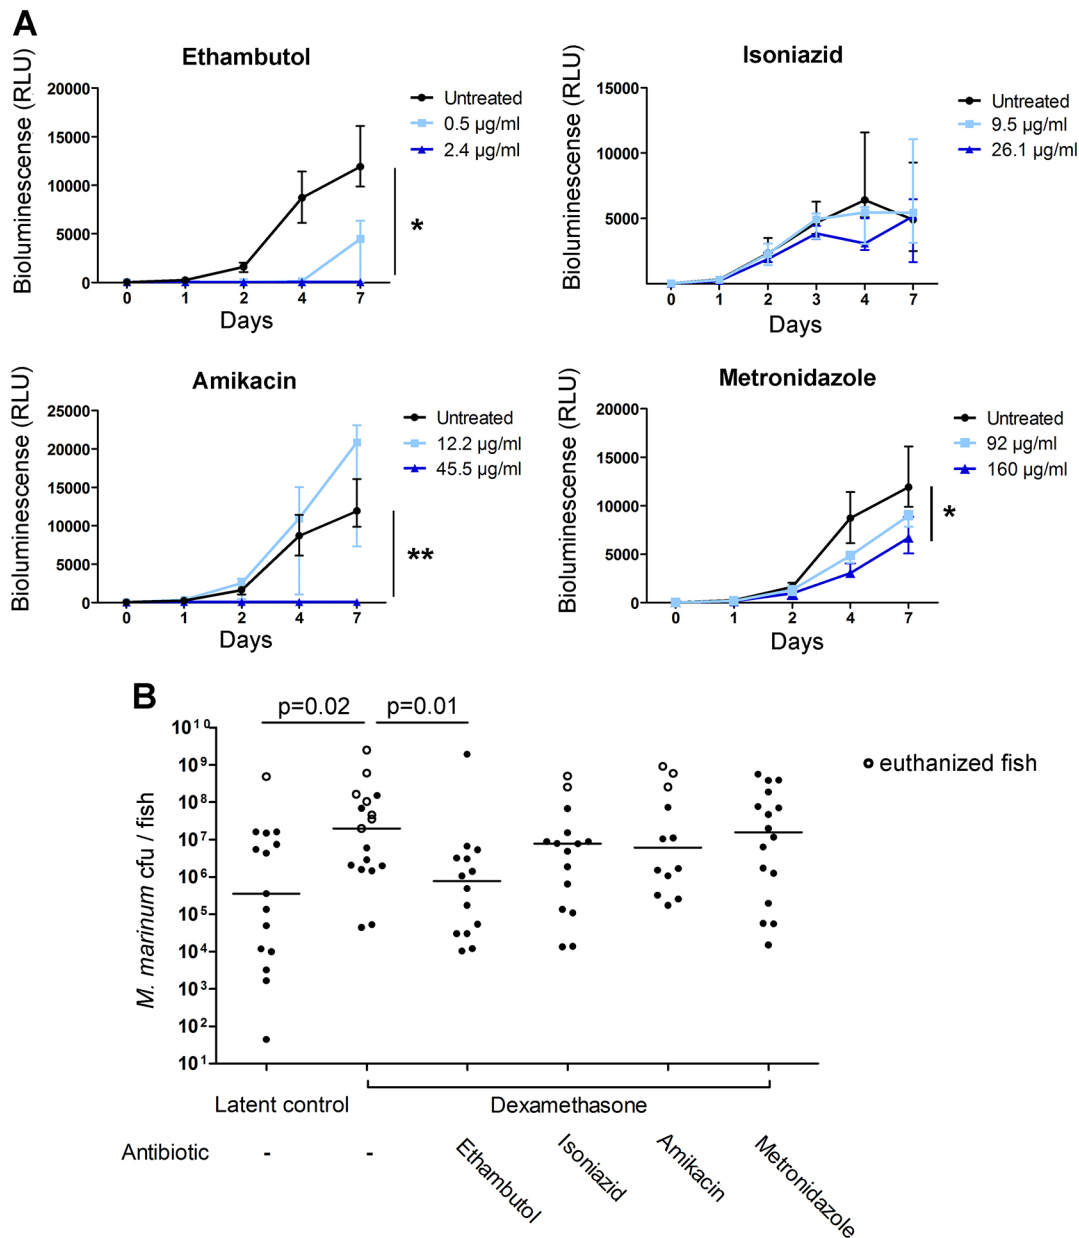 A
Ethambutol
Bioluminescense (RLU)
20000
15000
10000
5000
0
0 1 2 4 7
Days
Untreated
0.5 µg/ml
2.4 µg/ml
*
Isoniazid
Bioluminescense (RLU)
15000
10000
5000
0 1 2 3 4 7
Days
Untreated
9.5 µg/ml
26.1 µg/ml
Amikacin
Bioluminescense (RLU)
25000
20000
15000
10000
5000
0
0 1 2 4 7
Days
Untreated
12.2 µg/ml
45.5 µg/ml
**
Metronidazole
Bioluminescense (RLU)
20000
15000
10000
5000
0
0 1 2 4 7
Days
Untreated
92 µg/ml
160 µg/ml
*
B
p=0.02 p=0.01
M. marinum cfu / fish
10¹⁰
10⁹
10⁸
10⁷
10⁶
10⁵
10⁴
10³
10²
10¹
euthanized fish
Latent control Dexamethasone
Antibiotic - - Ethambutol Isoniazid Amikacin Metronidazole